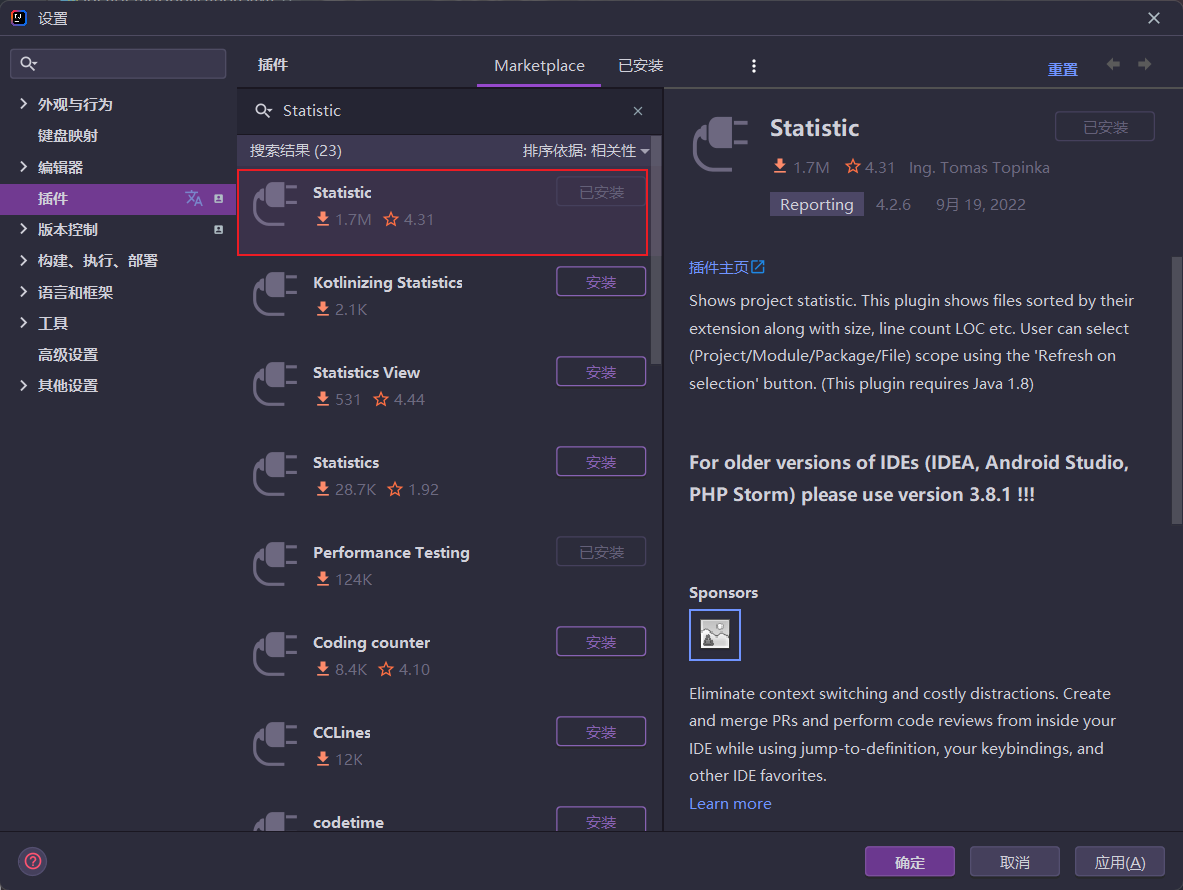 设置
插件
Marketplace
已安装
重置
外观与行为
键盘映射
编辑器
插件
版本控制
构建、执行、部署
语言和框架
工具
高级设置
其他设置
Statistic
搜索结果 (23)
排序依据: 相关性
Statistic
已安装
1.7M 4.31
Kotlinizing Statistics
安装
2.1K
Statistics View
安装
531 4.44
Statistics
安装
28.7K 1.92
Performance Testing
已安装
124K
Coding counter
安装
8.4K 4.10
CCLines
安装
12K
codetime
安装
Statistic
已安装
1.7M 4.31 Ing. Tomas Topinka
Reporting 4.2.6 9月 19, 2022
插件主页
Shows project statistic. This plugin shows files sorted by their
extension along with size, line count LOC etc. User can select
(Project/Module/Package/File) scope using the 'Refresh on
selection' button. (This plugin requires Java 1.8)
For older versions of IDEs (IDEA, Android Studio,
PHP Storm) please use version 3.8.1 !!!
Sponsors
Eliminate context switching and costly distractions. Create
and merge PRs and perform code reviews from inside your
IDE while using jump-to-definition, your keybindings, and
other IDE favorites.
Learn more
确定
取消
应用(A)